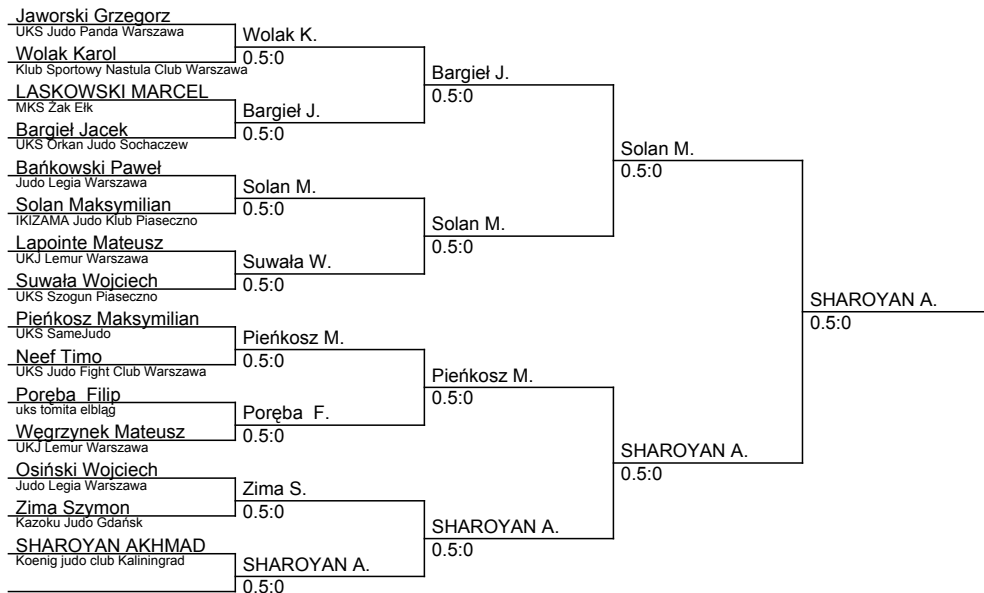 Jaworski Grzegorz
UKS Judo Panda Warszawa
Wolak Karol
Klub Sportowy Nastula Club Warszawa
LASKOWSKI MARCEL
MKS Żak Ełk
Bargieł Jacek
UKS Orkan Judo Sochaczew
Bańkowski Paweł
Judo Legia Warszawa
Solan Maksymilian
IKIZAMA Judo Klub Piaseczno
Lapointe Mateusz
UKJ Lemur Warszawa
Suwała Wojciech
UKS Szogun Piaseczno
Pieńkosz Maksymilian
UKS SameJudo
Neef Timo
UKS Judo Fight Club Warszawa
Poręba  Filip
uks tomita elbląg
Węgrzynek Mateusz
UKJ Lemur Warszawa
Osiński Wojciech
Judo Legia Warszawa
Zima Szymon
Kazoku Judo Gdańsk
SHAROYAN AKHMAD
Koenig judo club Kaliningrad
Wolak K.
0.5:0
Bargieł J.
0.5:0
Solan M.
0.5:0
Suwała W.
0.5:0
Pieńkosz M.
0.5:0
Poręba  F.
0.5:0
Zima S.
0.5:0
SHAROYAN A.
0.5:0
Bargieł J.
0.5:0
Solan M.
0.5:0
Pieńkosz M.
0.5:0
SHAROYAN A.
0.5:0
Solan M.
0.5:0
SHAROYAN A.
0.5:0
SHAROYAN A.
0.5:0